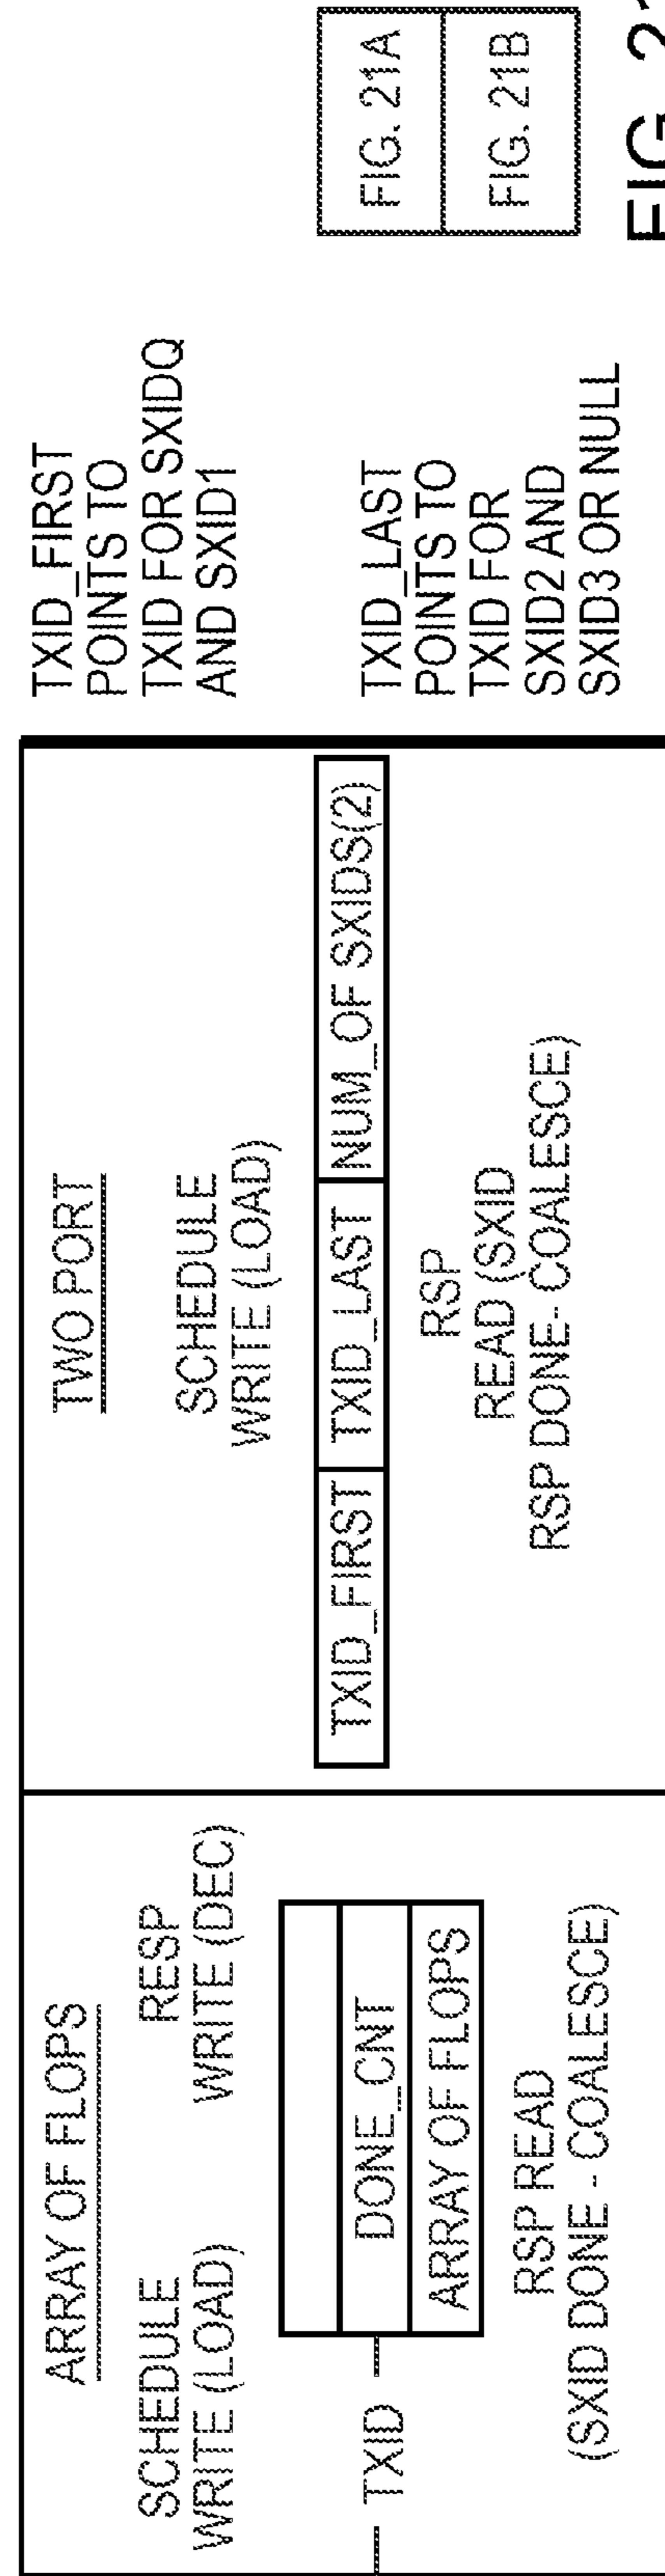 ARRAY OF FLOPS
SCHEDULE
WRITE (LOAD)
RESP
WRITE (DEC)
TXID
DONE_CNT
ARRAY OF FLOPS
RSP READ
(SXID DONE - COALESCE)
TWO PORT
SCHEDULE
WRITE (LOAD)
TXID_FIRST
TXID_LAST
NUM_OF SXIDS(2)
RSP
READ (SXID
RSP DONE- COALESCE)
TXID_FIRST
POINTS TO
TXID FOR SXIDQ
AND SXID1
TXID_LAST
POINTS TO
TXID FOR
SXID2 AND
SXID3 OR NULL
FIG. 21A
FIG. 21B